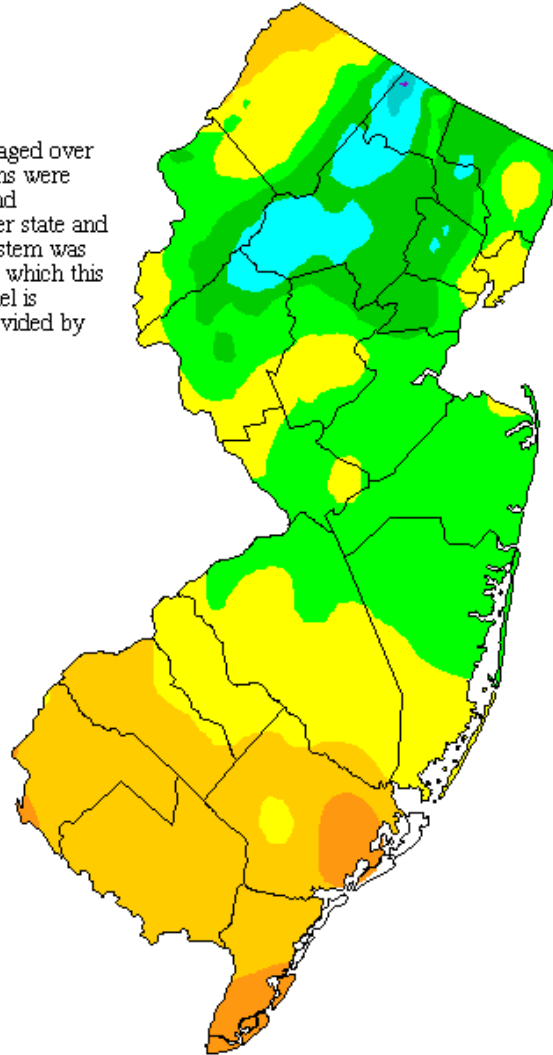 aged over
ns were
nd
er state and
stem was
which this
el is
vided by